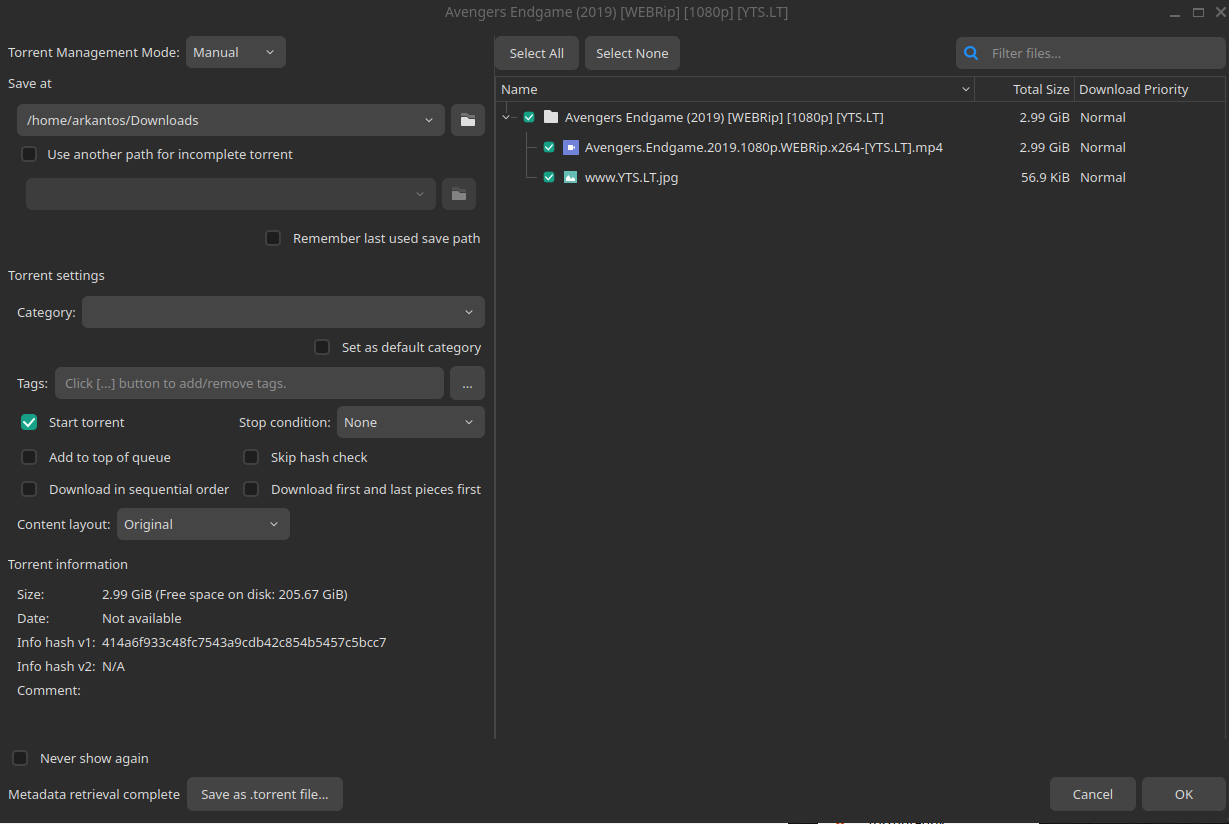 Avengers Endgame (2019) [WEBRip] [1080p] [YTS.LT]
Torrent Management Mode: Manual
Save at
/home/arkantos/Downloads
Use another path for incomplete torrent
Remember last used save path
Torrent settings
Category:
Set as default category
Tags: Click [...] button to add/remove tags. ...
Start torrent Stop condition: None
Add to top of queue Skip hash check
Download in sequential order Download first and last pieces first
Content layout: Original
Torrent information
Size: 2.99 GiB (Free space on disk: 205.67 GiB)
Date: Not available
Info hash v1: 414a6f933c48fc7543a9cdb42c854b5457c5bcc7
Info hash v2: N/A
Comment:
Never show again
Metadata retrieval complete Save as .torrent file...
Select All Select None Filter files...
Name Total Size Download Priority
Avengers Endgame (2019) [WEBRip] [1080p] [YTS.LT] 2.99 GiB Normal
Avengers.Endgame.2019.1080p.WEBRip.x264-[YTS.LT].mp4 2.99 GiB Normal
www.YTS.LT.jpg 56.9 KiB Normal
Cancel OK